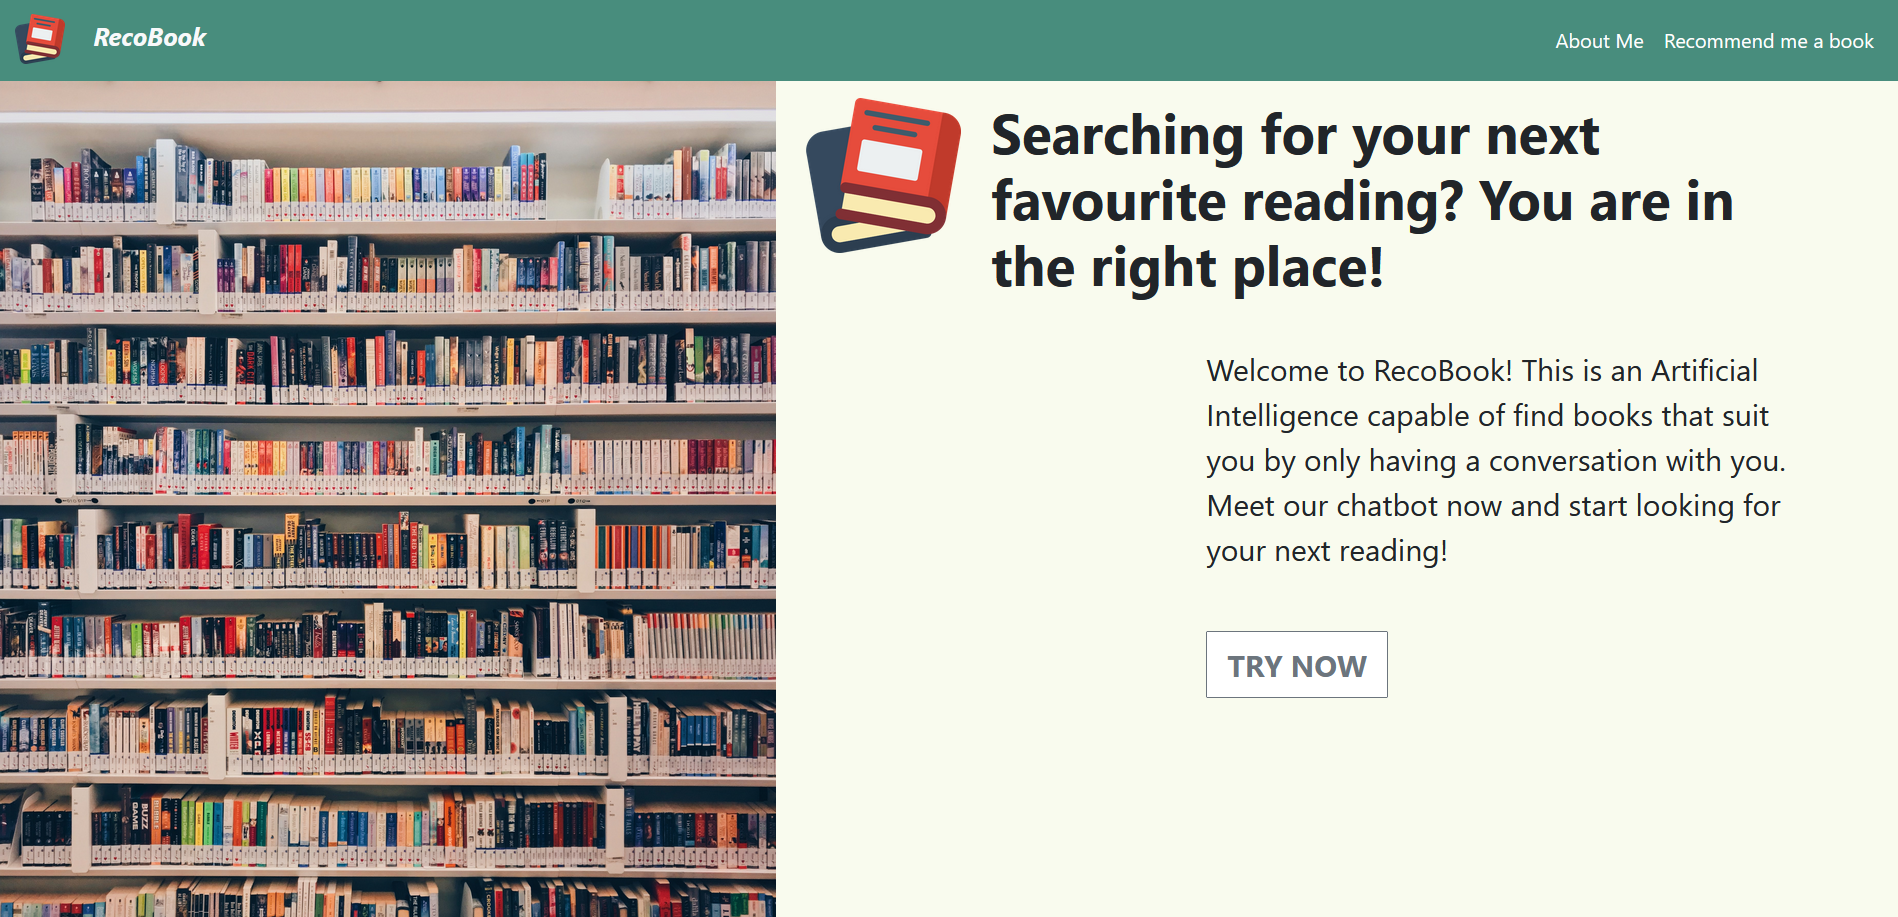 RecoBook
About Me
Recommend me a book
Searching for your next
favourite reading? You are in
the right place!
Welcome to RecoBook! This is an Artificial
Intelligence capable of find books that suit
you by only having a conversation with you.
Meet our chatbot now and start looking for
your next reading!
TRY NOW